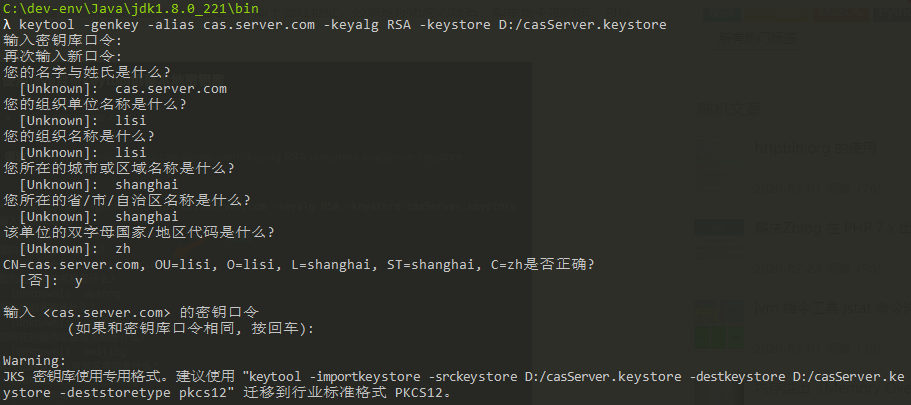 C:\dev-env\Java\jdk1.8.0_221\bin
λ keytool -genkey -alias cas.server.com -keyalg RSA -keystore D:/casServer.keystore
输入密钥库口令:
再次输入新口令:
您的名字与姓氏是什么?
[Unknown]: cas.server.com
您的组织单位名称是什么?
[Unknown]: lisi
您的组织名称是什么?
[Unknown]: lisi
您所在的城市或区域名称是什么?
[Unknown]: shanghai
您所在的省/市/自治区名称是什么?
[Unknown]: shanghai
该单位的双字母国家/地区代码是什么?
[Unknown]: zh
CN=cas.server.com, OU=lisi, O=lisi, L=shanghai, ST=shanghai, C=zh是否正确?
[否]: y
输入 <cas.server.com> 的密钥口令
(如果和密钥库口令相同, 按回车):
Warning:
JKS 密钥库使用专用格式。建议使用 "keytool -importkeystore -srckeystore D:/casServer.keystore -destkeystore D:/casServer.ke
ystore -deststoretype pkcs12" 迁移到行业标准格式 PKCS12。